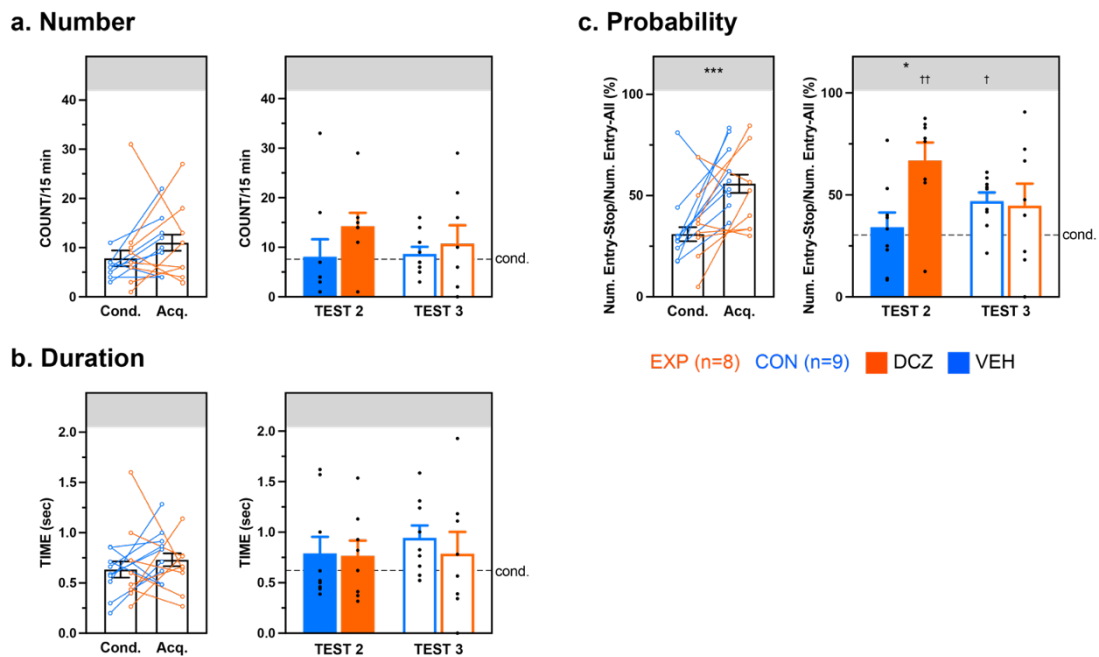 a. Number
COUNT/15 min
40
30
20
10
0
Cond. Acq.
COUNT/15 min
40
30
20
10
0
cond.
TEST 2 TEST 3
b. Duration
TIME (sec)
2.0
1.5
1.0
0.5
0.0
Cond. Acq.
TIME (sec)
2.0
1.5
1.0
0.5
0.0
cond.
TEST 2 TEST 3
c. Probability
Num. Entry-Stop/Num. Entry-All (%)
***
100
50
0
Cond. Acq.
Num. Entry-Stop/Num. Entry-All (%)
*
†† †
100
50
0
cond.
TEST 2 TEST 3
EXP (n=8) CON (n=9) DCZ VEH